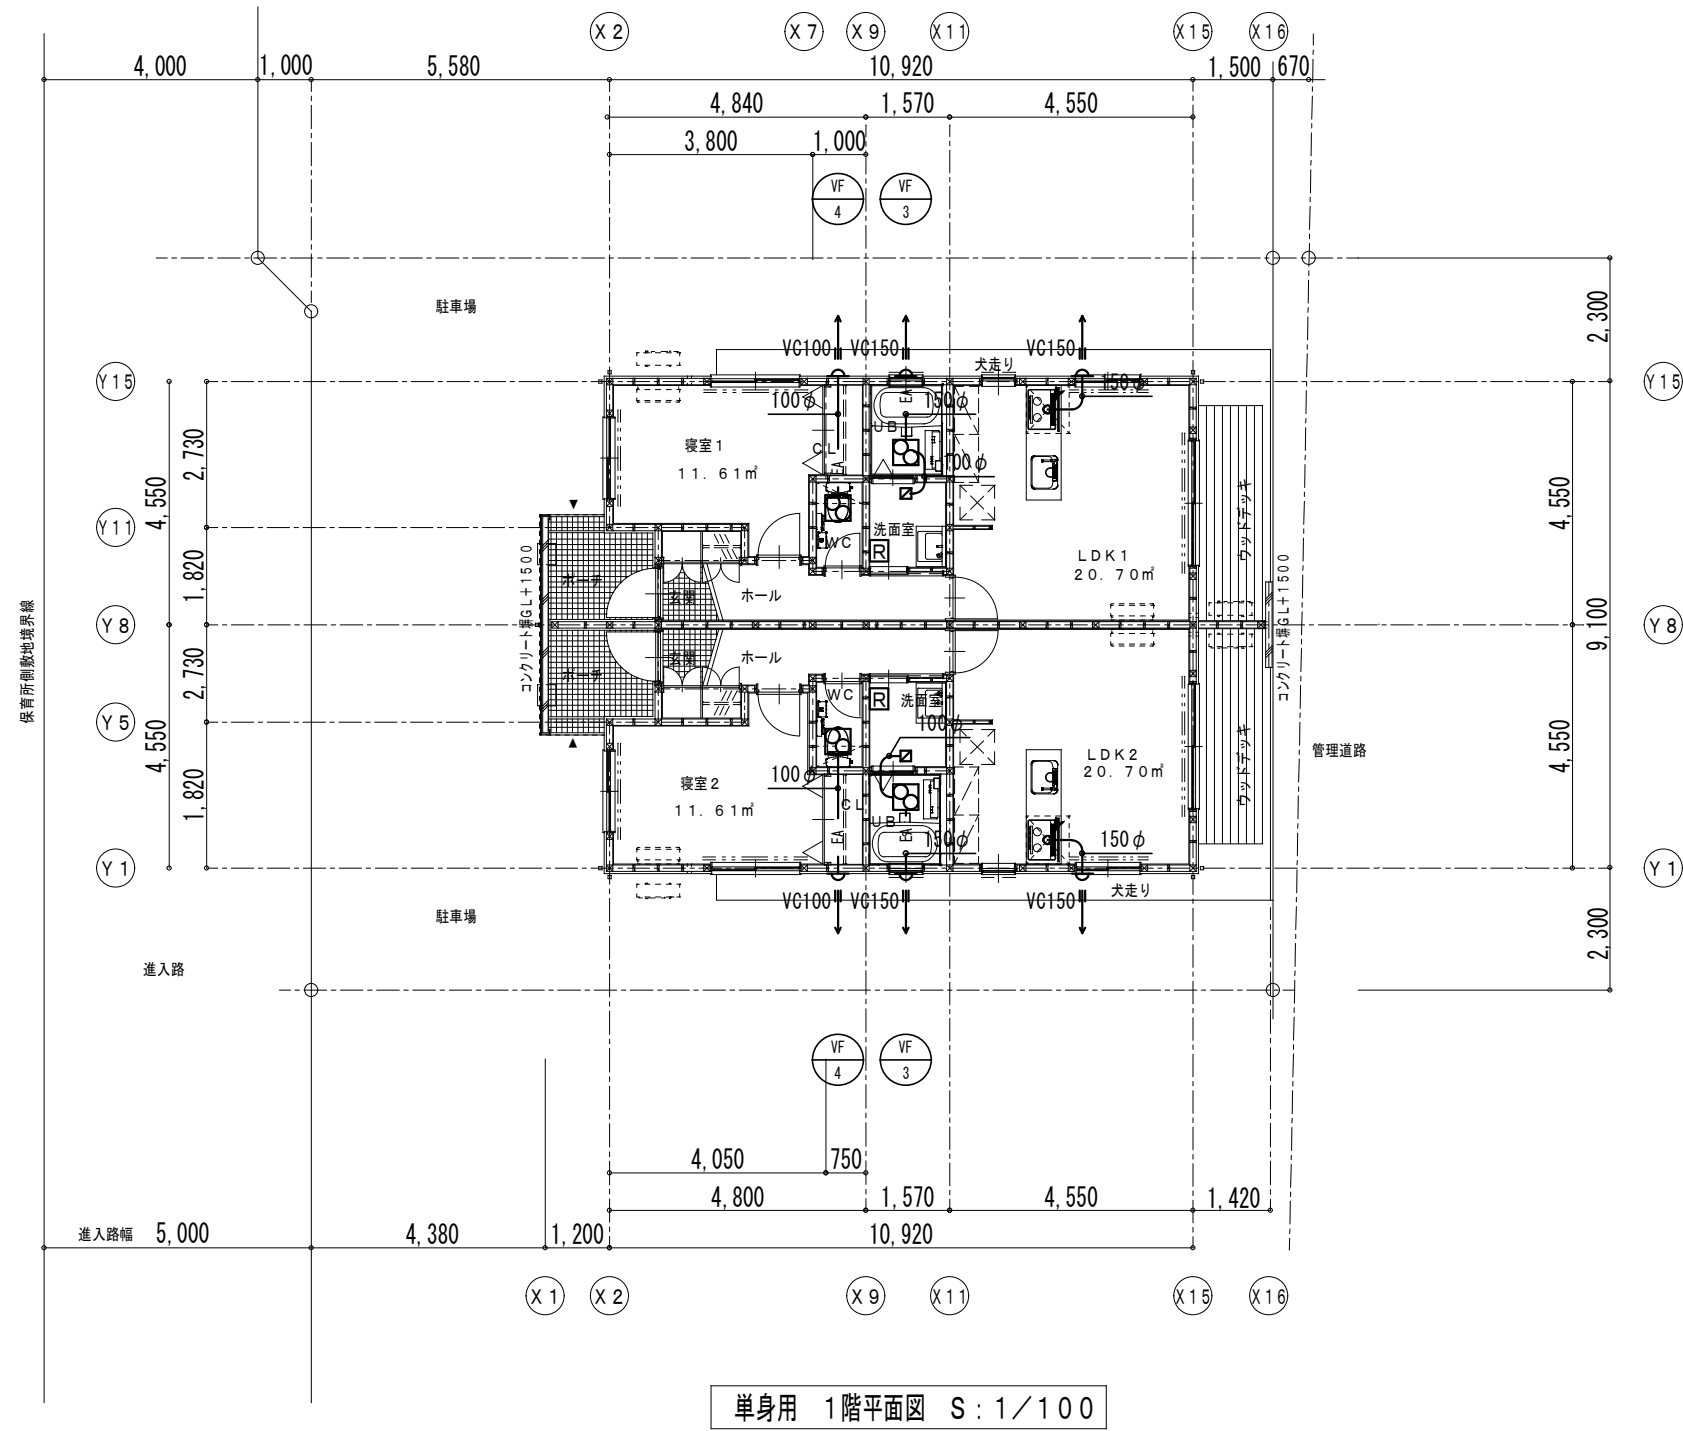 X2 X7 X9 X11 X15 X16
4,000 1,000 5,580 10,920 1,500 670
4,840 1,570 4,550
3,800 1,000
VF VF
4 3
駐車場
2,300
VC100 VC150 犬走り VC150
Y15 Y15
100φ EA 150φ 150φ
UB
寝室1 CL
11.61㎡ EA 100φ
2,730
4,550 4,550
ウッドデッキ
Y11
洗面室
WC R
LDK1
20.70㎡
コンクリート塀GL+1500 コンクリート塀GL+1500
ポーチ
1,820
玄関 ホール
保育所側敷地境界線
Y8 Y8
9,100
玄関 ホール
ポーチ
2,730
WC R 洗面室
Y5 100φ
4,550 4,550
ウッドデッキ
管理道路
LDK2
20.70㎡
寝室2 100φ
11.61㎡ CL
1,820
UB
EA EA 150φ 150φ
Y1 Y1
犬走り
VC100 VC150 VC150
駐車場
2,300
進入路
VF VF
4 3
4,050 750
4,800 1,570 4,550 1,420
進入路幅 5,000 4,380 1,200 10,920
X1 X2 X9 X11 X15 X16
単身用 1階平面図 S:1/100